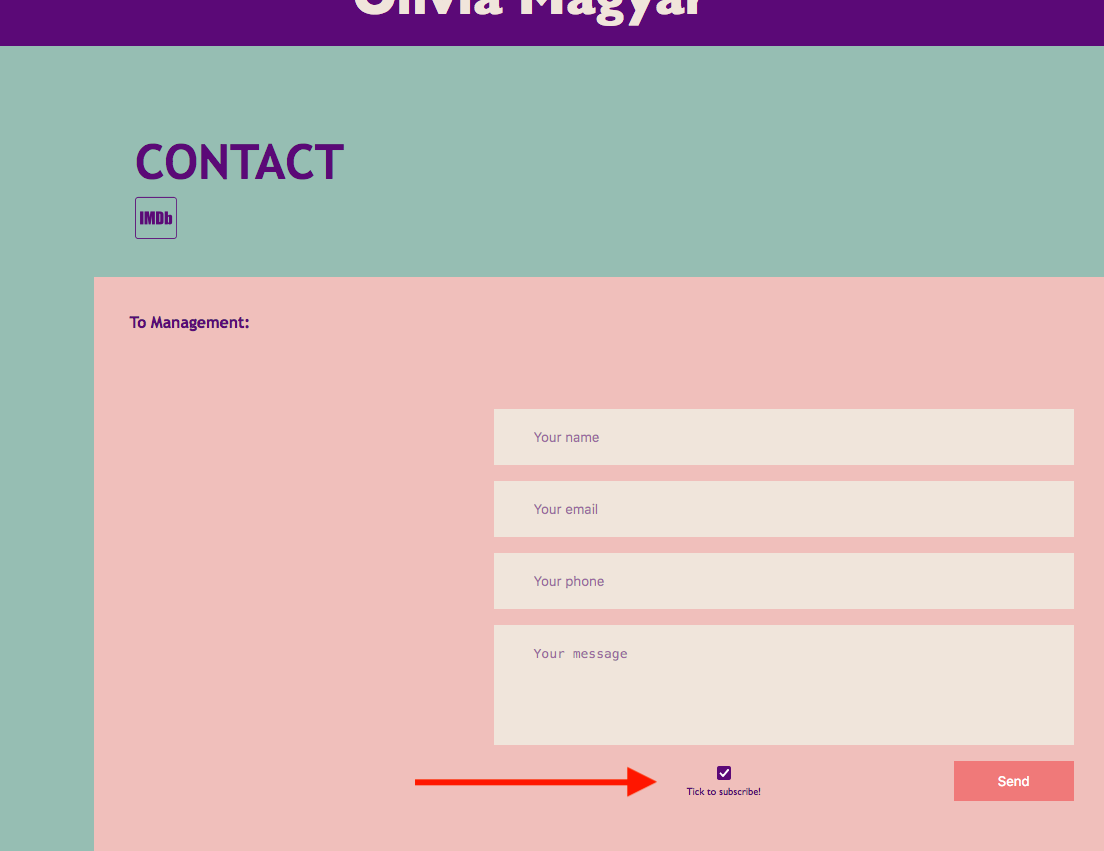 Olivia Magyar
CONTACT
IMDb
To Management:
Your name
Your email
Your phone
Your message
Tick to subscribe!
Send